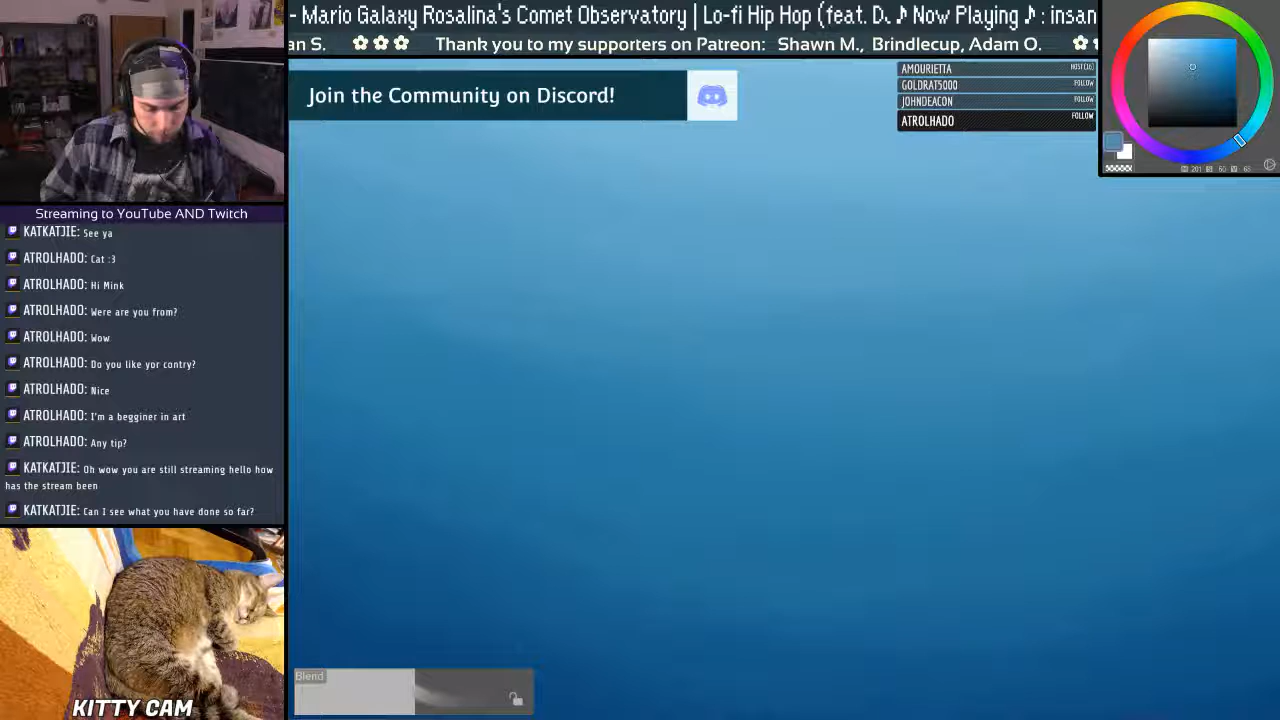 - Mario Galaxy Rosalina's Comet Observatory | Lo-fi Hip Hop (feat. D. ♪ Now Playing ♪ : insan
an S. ✿ ✿ ✿ Thank you to my supporters on Patreon: Shawn M., Brindlecup, Adam O. ✿
Join the Community on Discord!
AMOURIETTA HOST(36)
GOLDRAT5000 FOLLOW
JOHNDEACON FOLLOW
ATROLHADO FOLLOW
Streaming to YouTube AND Twitch
KATKATJIE: See ya
ATROLHADO: Cat :3
ATROLHADO: Hi Mink
ATROLHADO: Were are you from?
ATROLHADO: Wow
ATROLHADO: Do you like yor contry?
ATROLHADO: Nice
ATROLHADO: I'm a begginer in art
ATROLHADO: Any tip?
KATKATJIE: Oh wow you are still streaming hello how
has the stream been
KATKATJIE: Can I see what you have done so far?
KITTY CAM
Blend